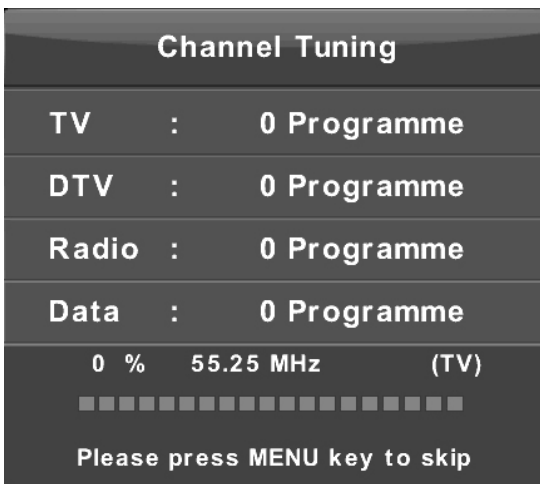 Channel Tuning
TV : 0 Programme
DTV : 0 Programme
Radio : 0 Programme
Data : 0 Programme
0 % 55.25 MHz (TV)
Please press MENU key to skip